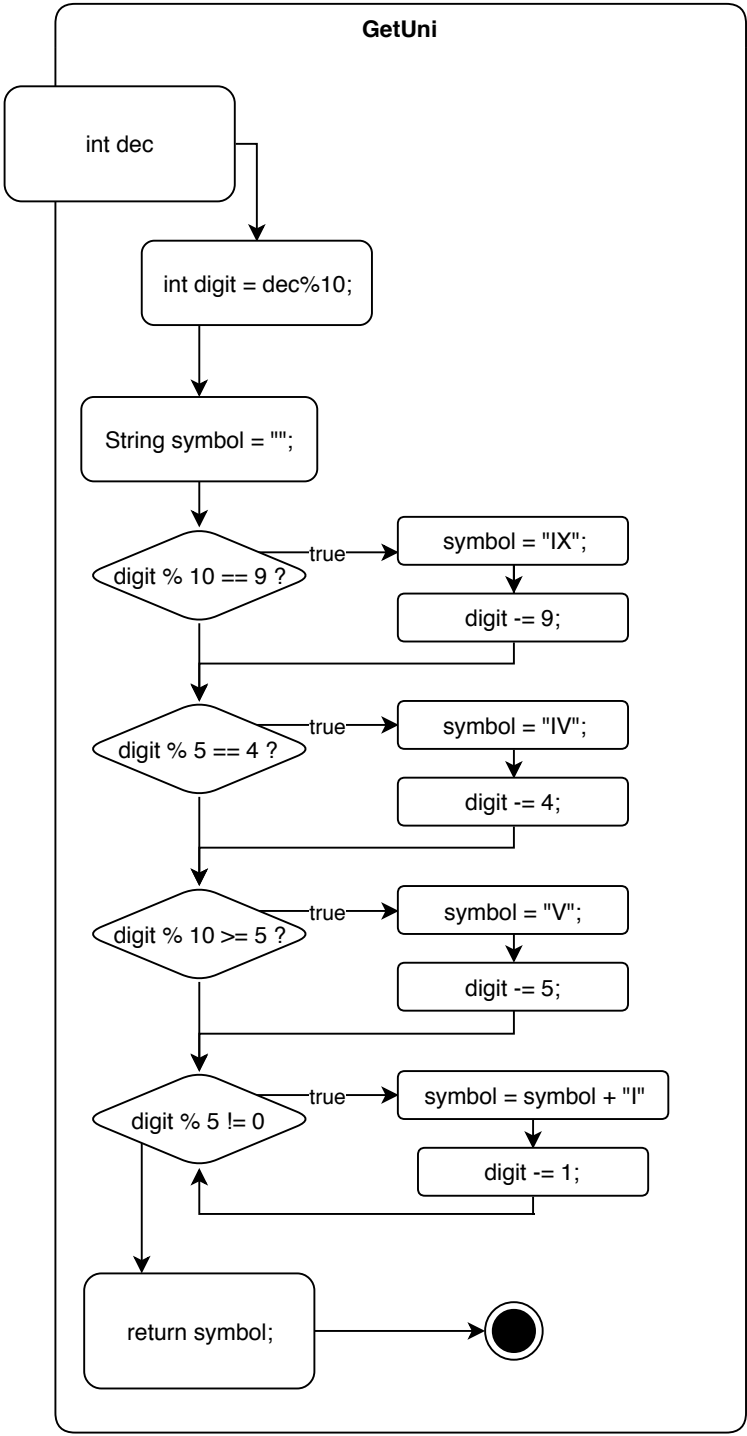 GetUni
int dec
int digit = dec%10;
String symbol = "";
digit % 10 == 9 ?
true
symbol = "IX";
digit -= 9;
digit % 5 == 4 ?
true
symbol = "IV";
digit -= 4;
digit % 10 >= 5 ?
true
symbol = "V";
digit -= 5;
digit % 5 != 0
true
symbol = symbol + "I"
digit -= 1;
return symbol;